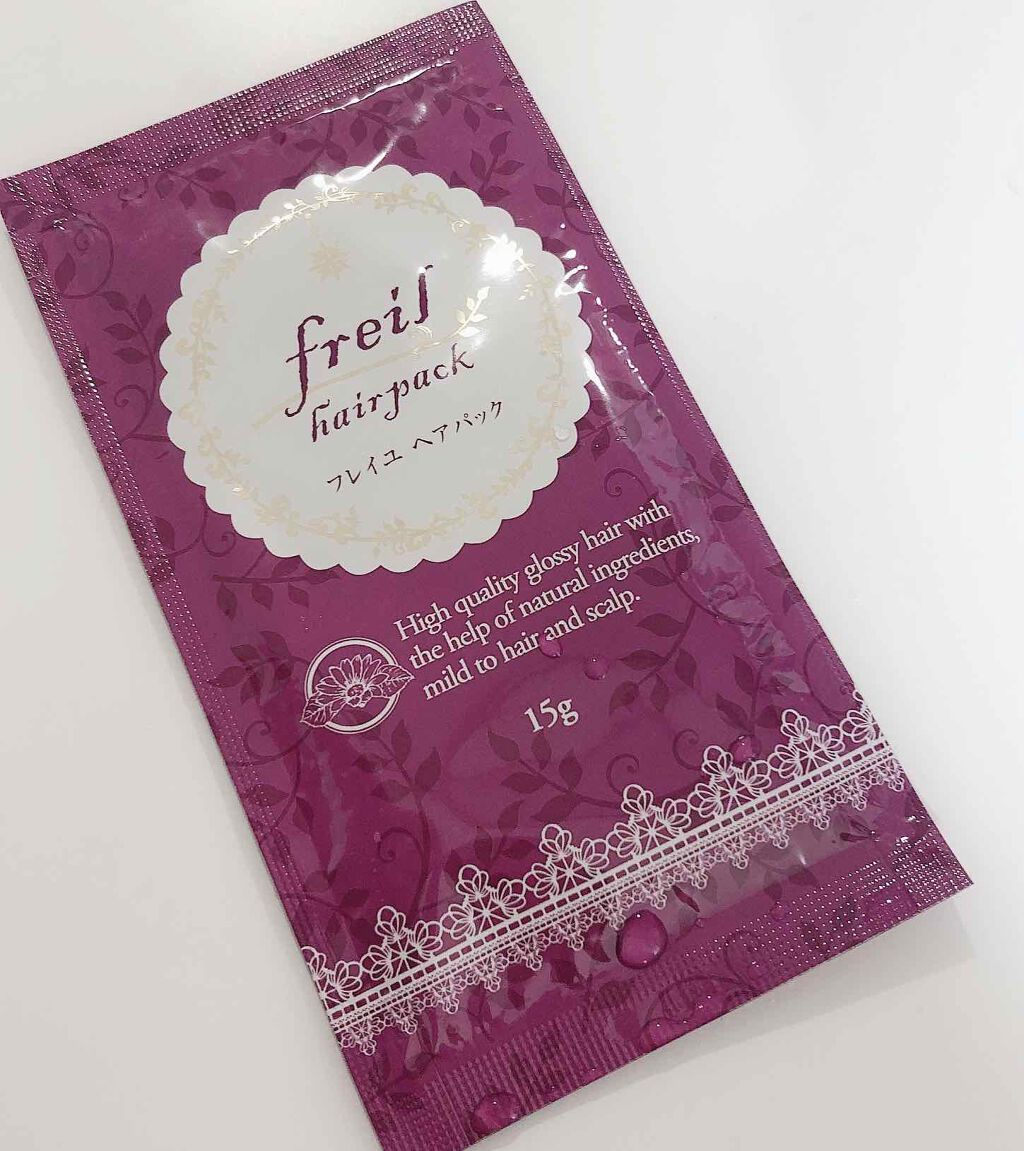 freil
hairpack
フレイユ ヘアパック
High quality glossy hair with
the help of natural ingredients,
mild to hair and scalp.
15g